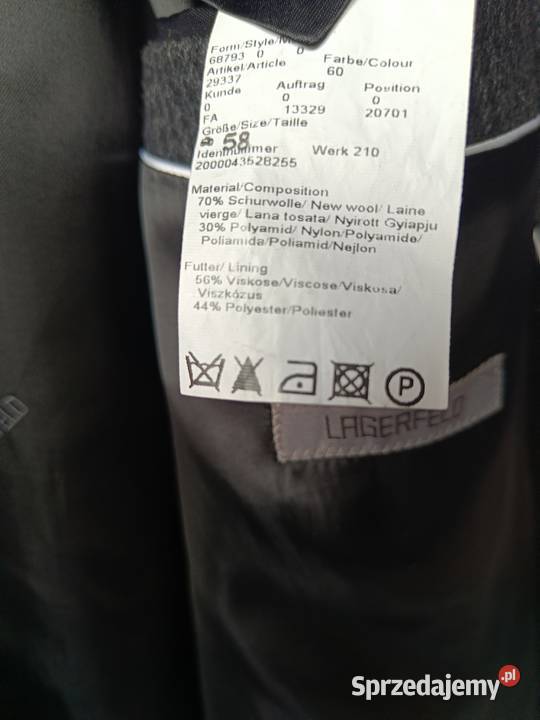 Form/Style/M
68793 0 0
Artikel/Article
29337
Farbe/Colour
60
Kunde
0
Auftrag
0
Position
0
FA
13329
20701
Größe/Size/Taille
58
Identnummer
2000043528255
Werk 210
Material/Composition
70% Schurwolle/ New wool/ Laine
vierge/ Lana tosata/ Nyirott Gyiapju
30% Polyamid/ Nylon/Polyamide/
Poliamida/Poliamid/Nejlon
Futter/ Lining
56% Viskose/Viscose/Viskosa/
Viszkózus
44% Polyester/Poliester
P
LAGERFELD
Sprzedajemy.pl